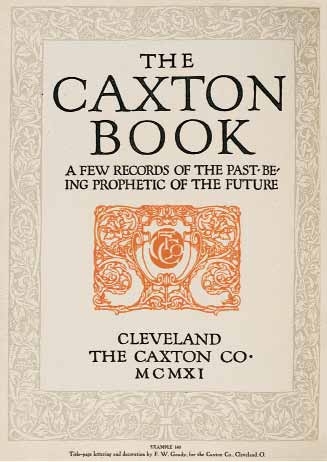 THE
CAXTON
BOOK
A FEW RECORDS OF THE PAST·BE-
ING PROPHETIC OF THE FUTURE
CLEVELAND
THE CAXTON CO·
MCMXI
EXAMPLE 140
Title-page lettering and decoration by F. W. Goudy, for the Caxton Co., Cleveland, O.